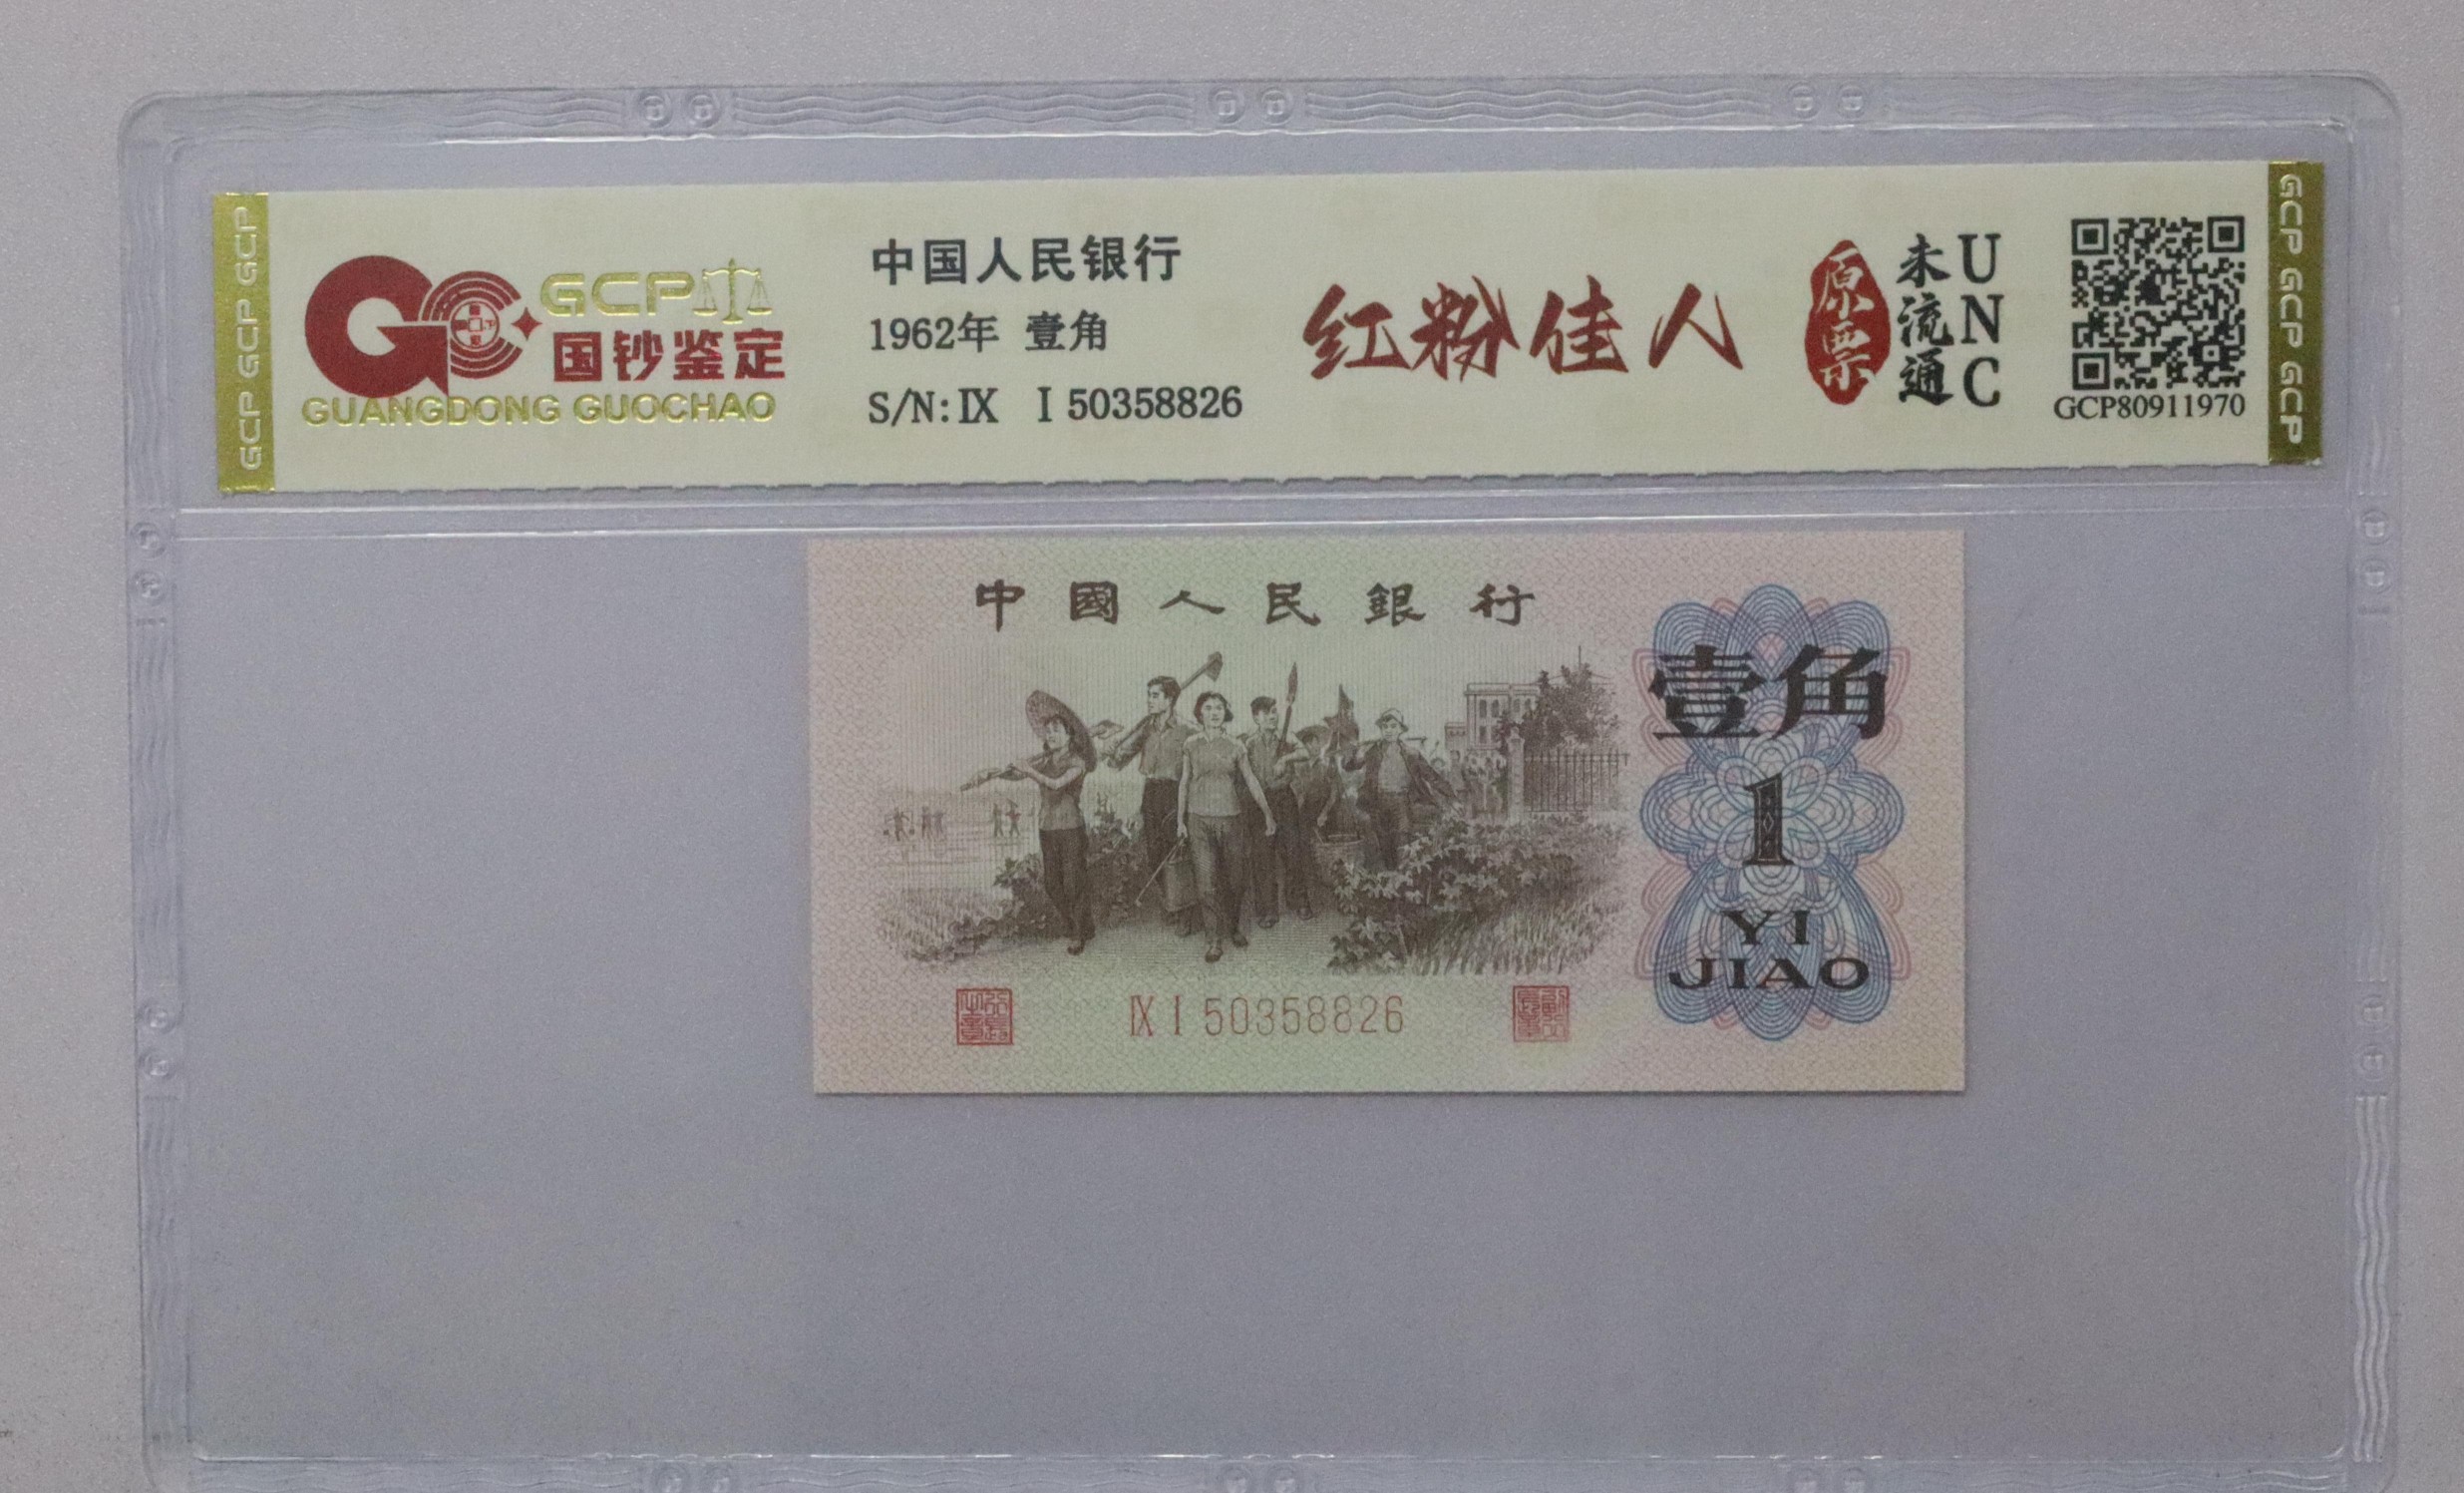 GCP GCP GCP
GCP
国钞鉴定
GUANGDONG GUOCHAO
中国人民银行
1962年 壹角
S/N: Ⅸ Ⅰ 50358826
红粉佳人
原票
未流通
UNC
GCP80911970
GCP GCP GCP
中國人民銀行
壹角
1
YI
JIAO
Ⅸ Ⅰ 50358826